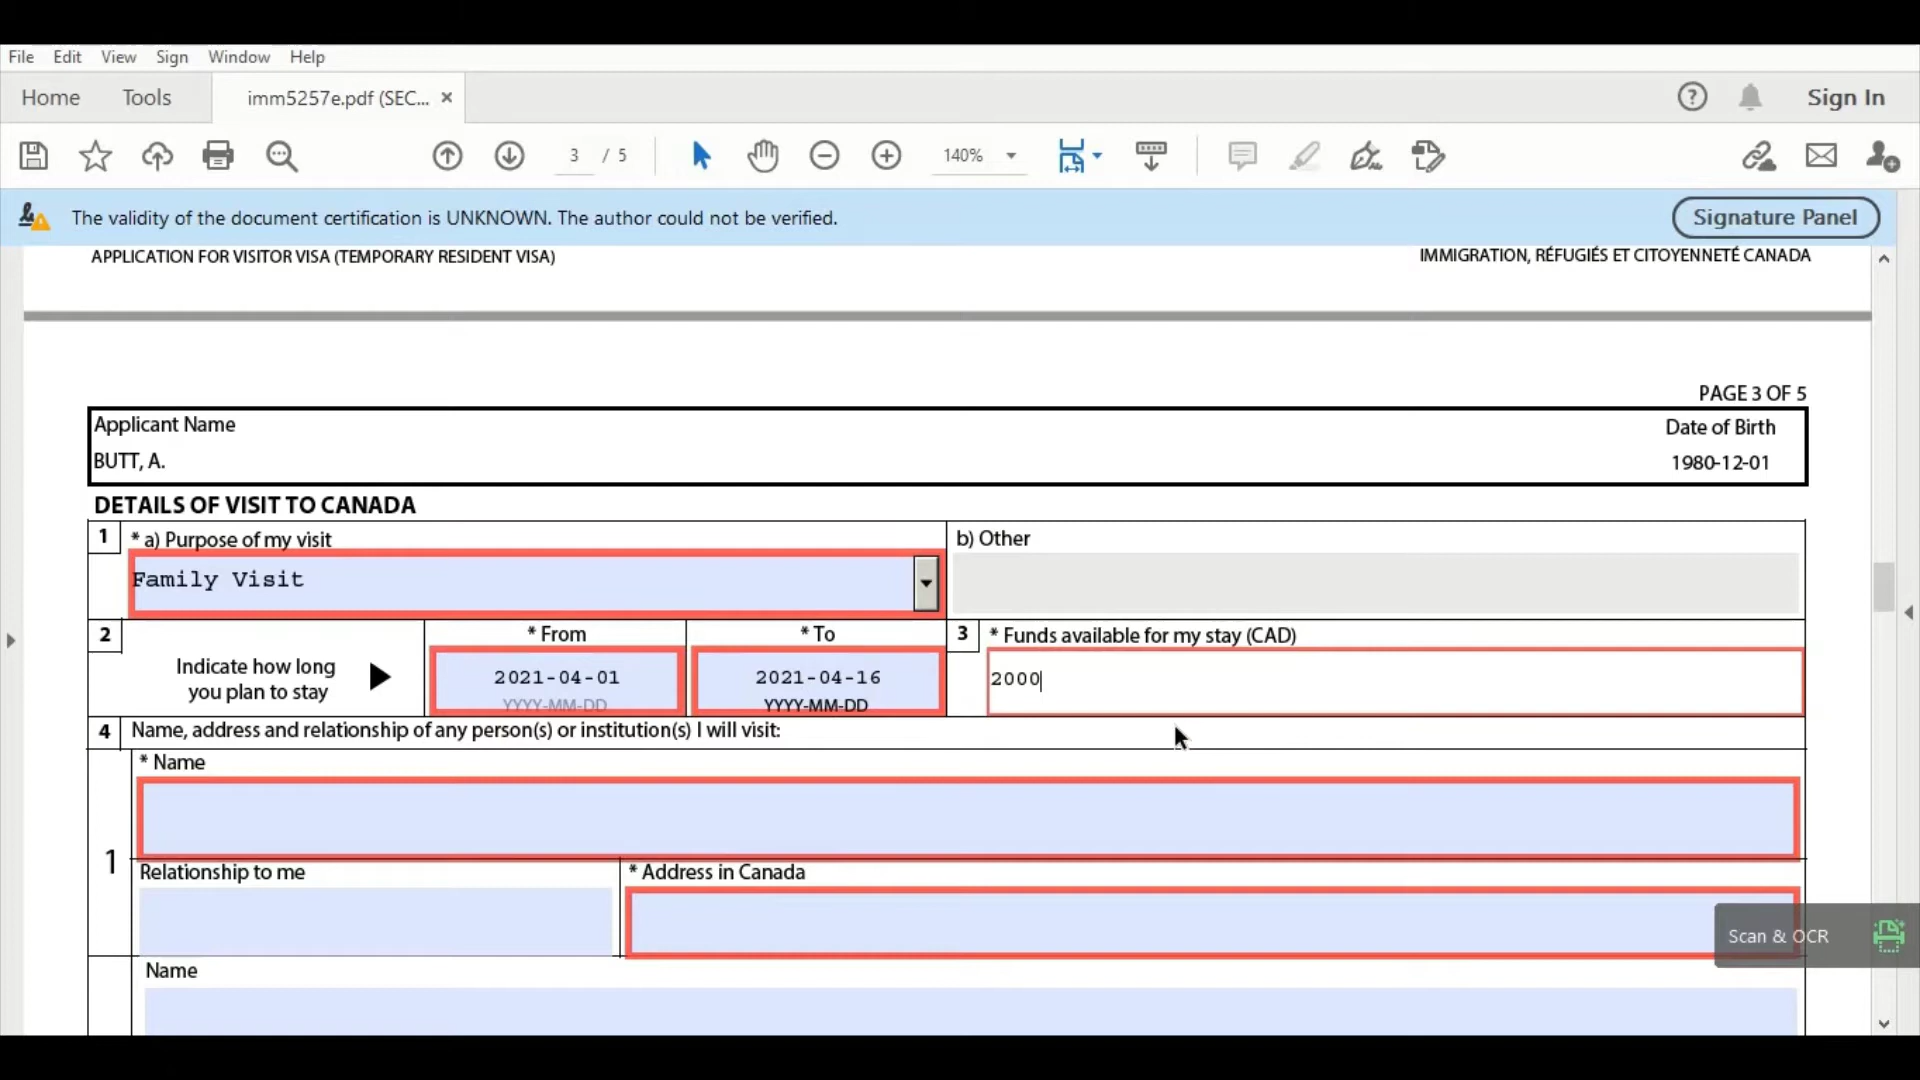 File Edit View Sign Window Help
Home Tools imm5257e.pdf (SEC... × ? Sign In
3 / 5 140%
The validity of the document certification is UNKNOWN. The author could not be verified. Signature Panel
APPLICATION FOR VISITOR VISA (TEMPORARY RESIDENT VISA) IMMIGRATION, RÉFUGIÉS ET CITOYENNETÉ CANADA
PAGE 3 OF 5
Applicant Name Date of Birth
BUTT, A. 1980-12-01
DETAILS OF VISIT TO CANADA
1 * a) Purpose of my visit b) Other
Family Visit
2 * From * To 3 * Funds available for my stay (CAD)
Indicate how long
you plan to stay
2021-04-01 2021-04-16 2000
YYYY-MM-DD YYYY-MM-DD
4 Name, address and relationship of any person(s) or institution(s) I will visit:
* Name
1
Relationship to me * Address in Canada
Scan & OCR
Name